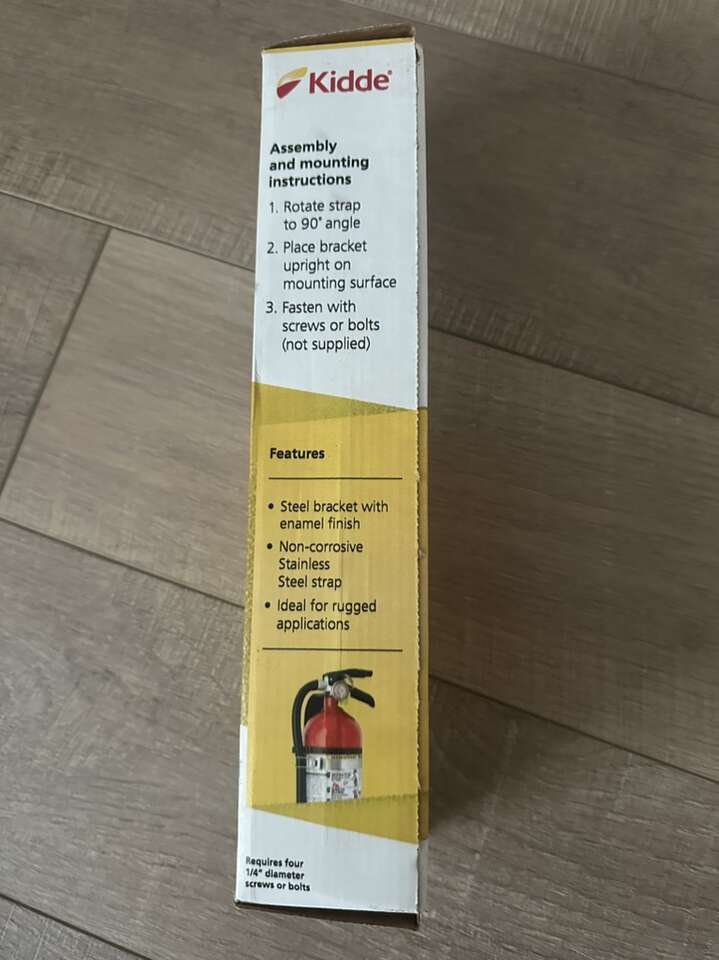 Kidde®
Assembly
and mounting
instructions
1. Rotate strap
to 90° angle
2. Place bracket
upright on
mounting surface
3. Fasten with
screws or bolts
(not supplied)
Features
• Steel bracket with
enamel finish
• Non-corrosive
Stainless
Steel strap
• Ideal for rugged
applications
Requires four
1/4" diameter
screws or bolts